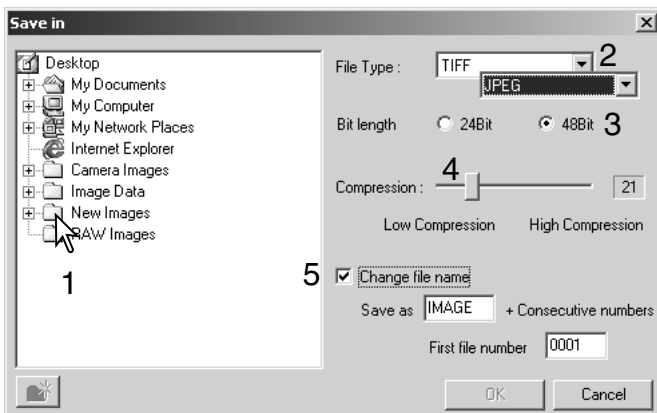 Save in
Desktop
My Documents
My Computer
My Network Places
Internet Explorer
Camera Images
Image Data
New Images
RAW Images
1
File Type :
TIFF
2
JPEG
Bit length
24Bit
48Bit
3
4
Compression :
21
Low Compression
High Compression
5
Change file name
Save as
IMAGE
+ Consecutive numbers
First file number
0001
OK
Cancel